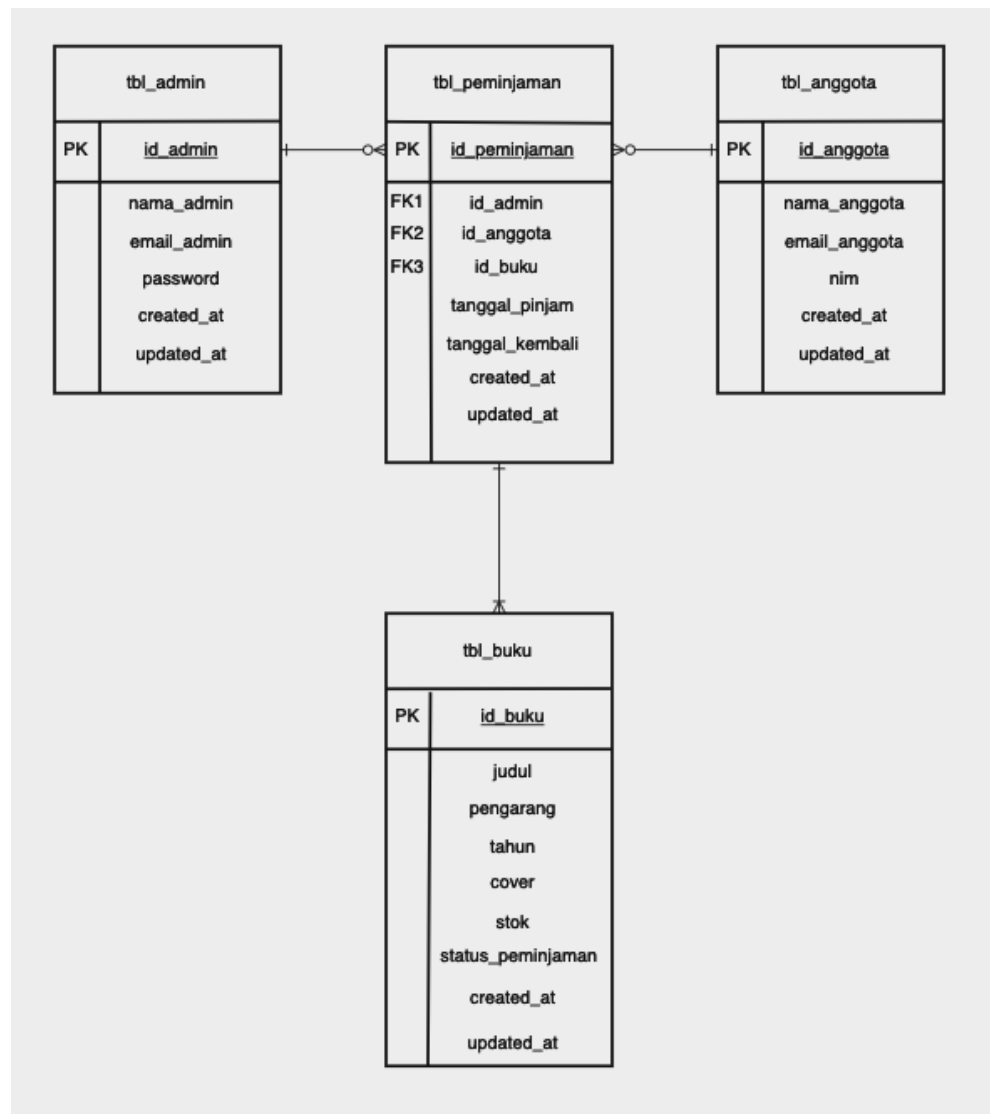 tbl_admin
PK id_admin
nama_admin
email_admin
password
created_at
updated_at
tbl_peminjaman
PK id_peminjaman
FK1 id_admin
FK2 id_anggota
FK3 id_buku
tanggal_pinjam
tanggal_kembali
created_at
updated_at
tbl_anggota
PK id_anggota
nama_anggota
email_anggota
nim
created_at
updated_at
tbl_buku
PK id_buku
judul
pengarang
tahun
cover
stok
status_peminjaman
created_at
updated_at